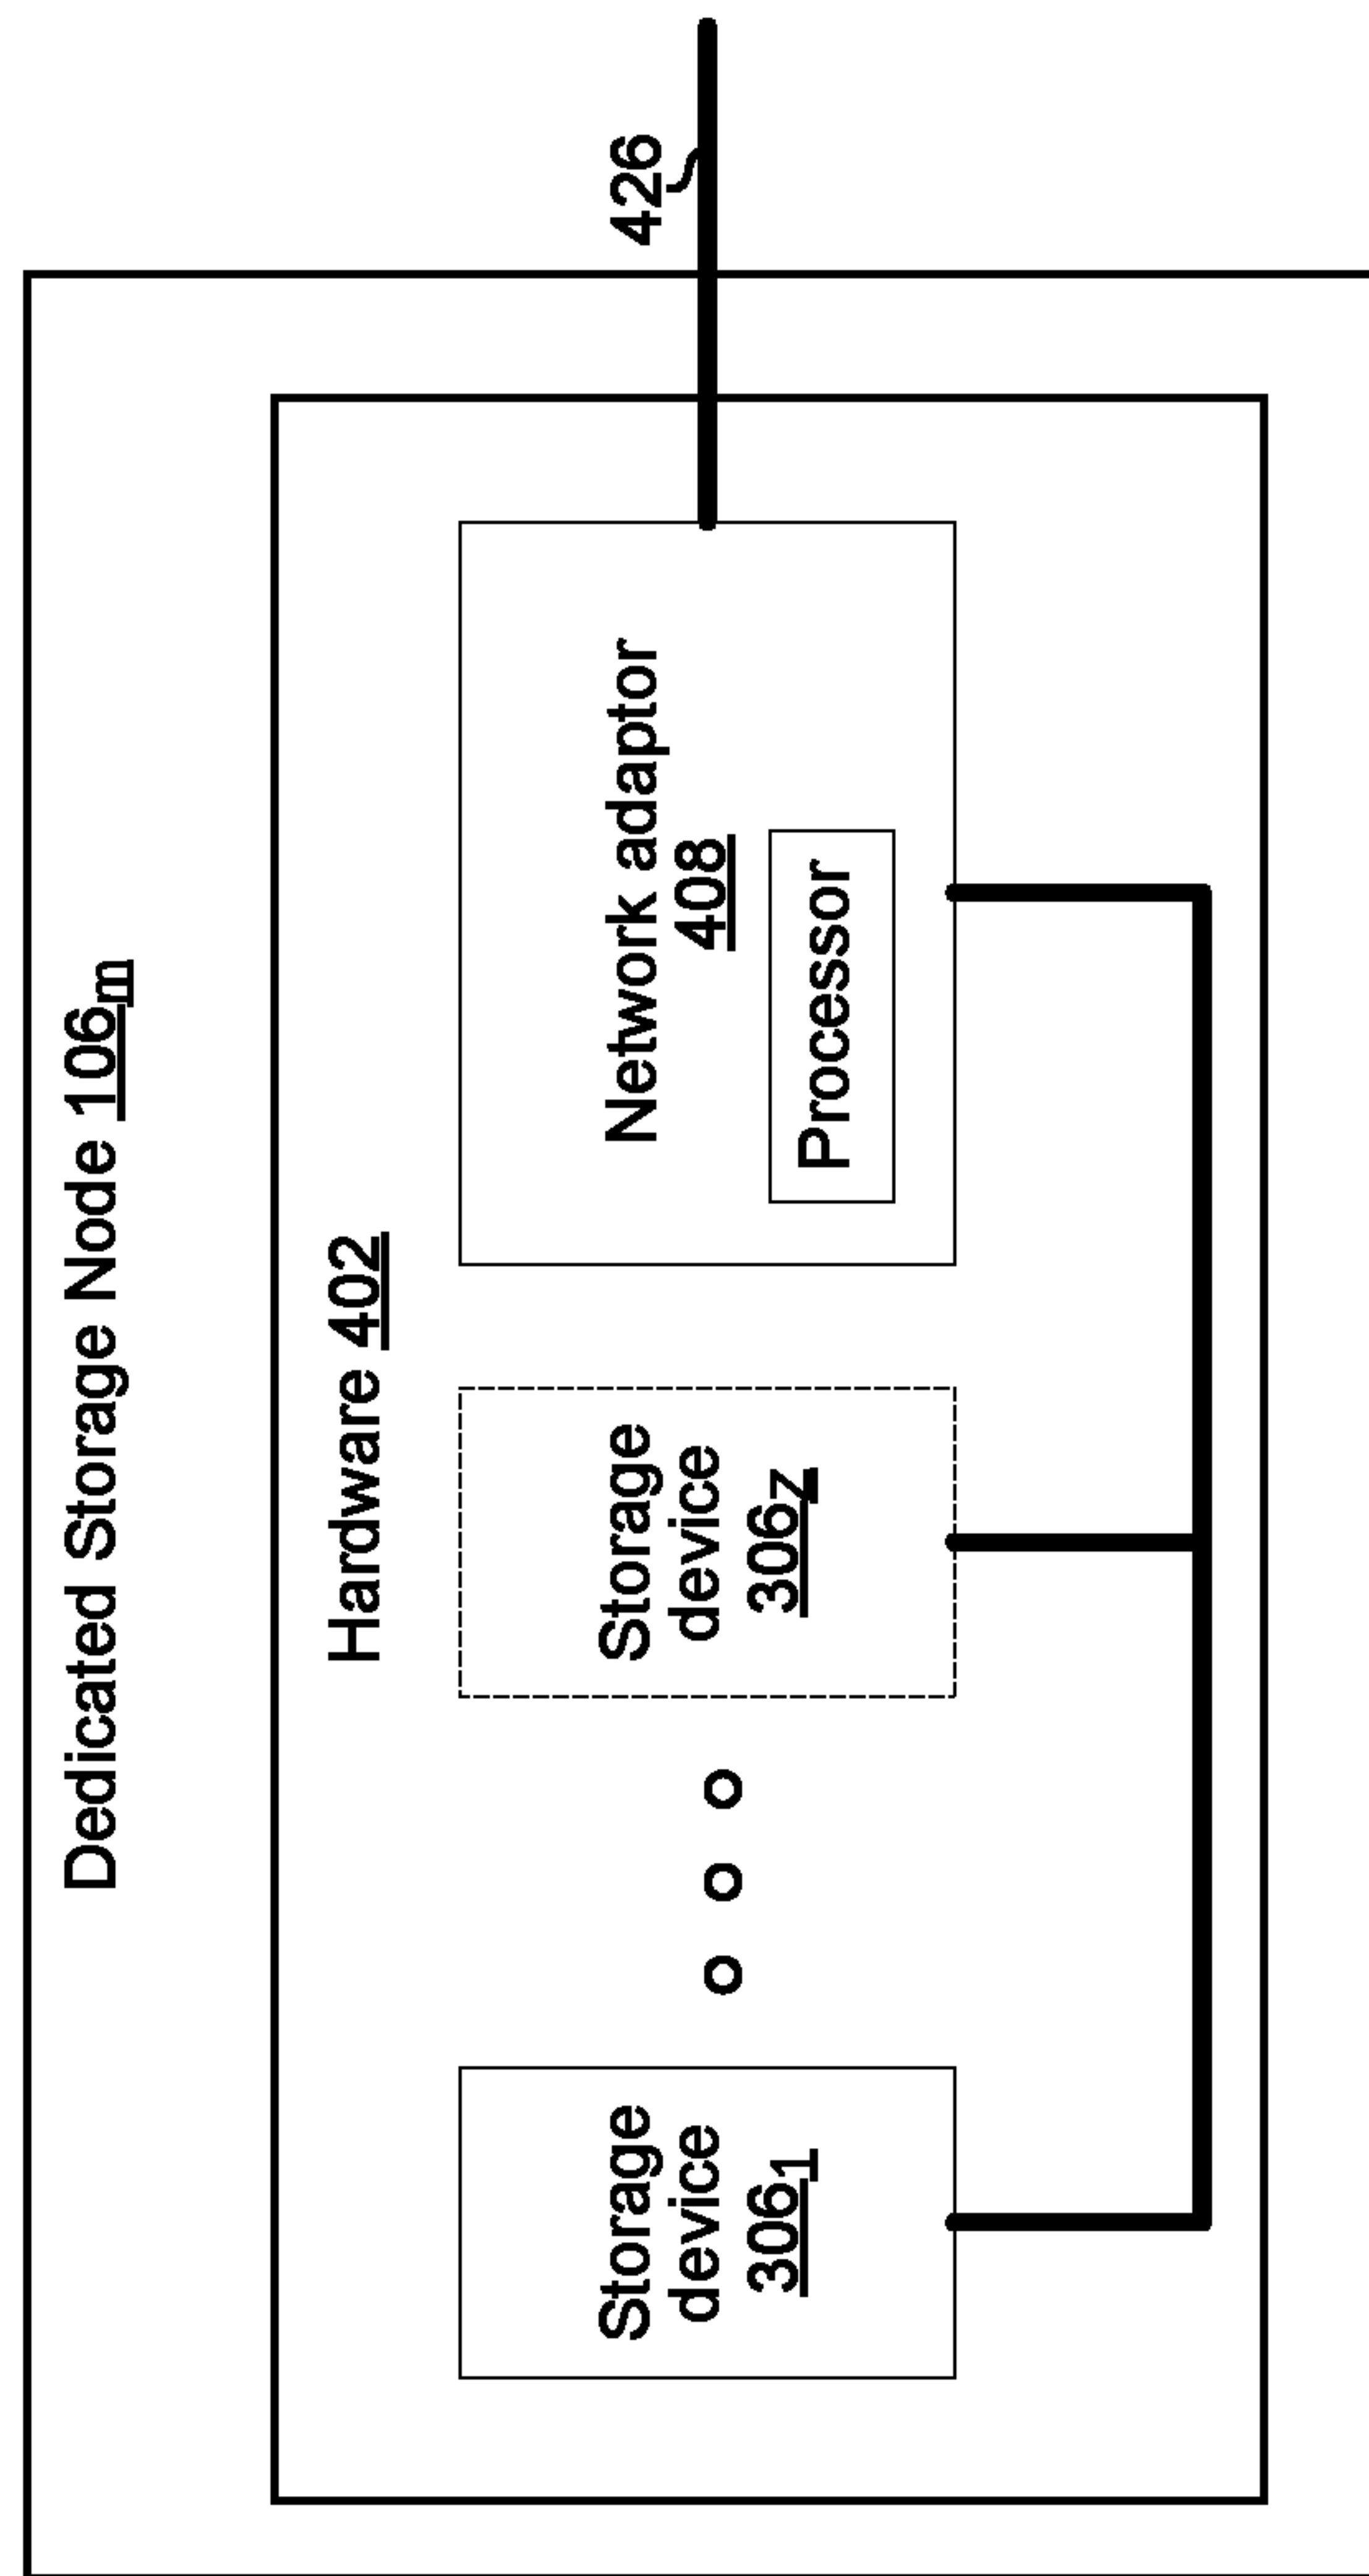 Dedicated Storage Node 106m
Hardware 402
Storage
device
306₁
Storage
device
306Z
Network adaptor
408
Processor
426